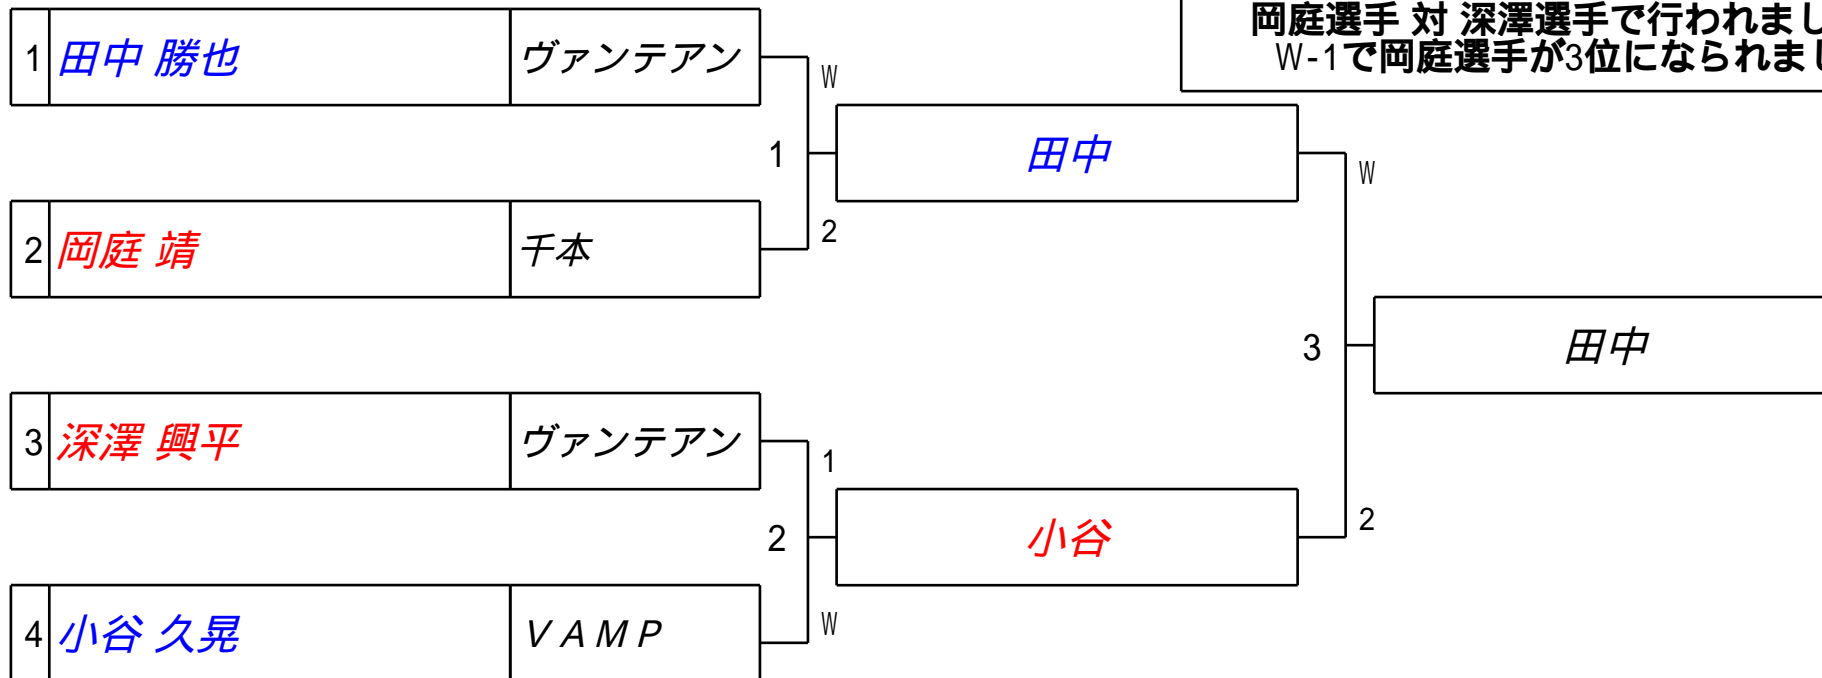 岡庭選手 対 深澤選手で行われまし
W-1で岡庭選手が3位になられまし
1 田中 勝也 ヴァンテアン
W
1
田中
W
2 岡庭 靖 千本
2
3
田中
3 深澤 興平 ヴァンテアン
1
2
小谷
2
4 小谷 久晃 VAMP
W